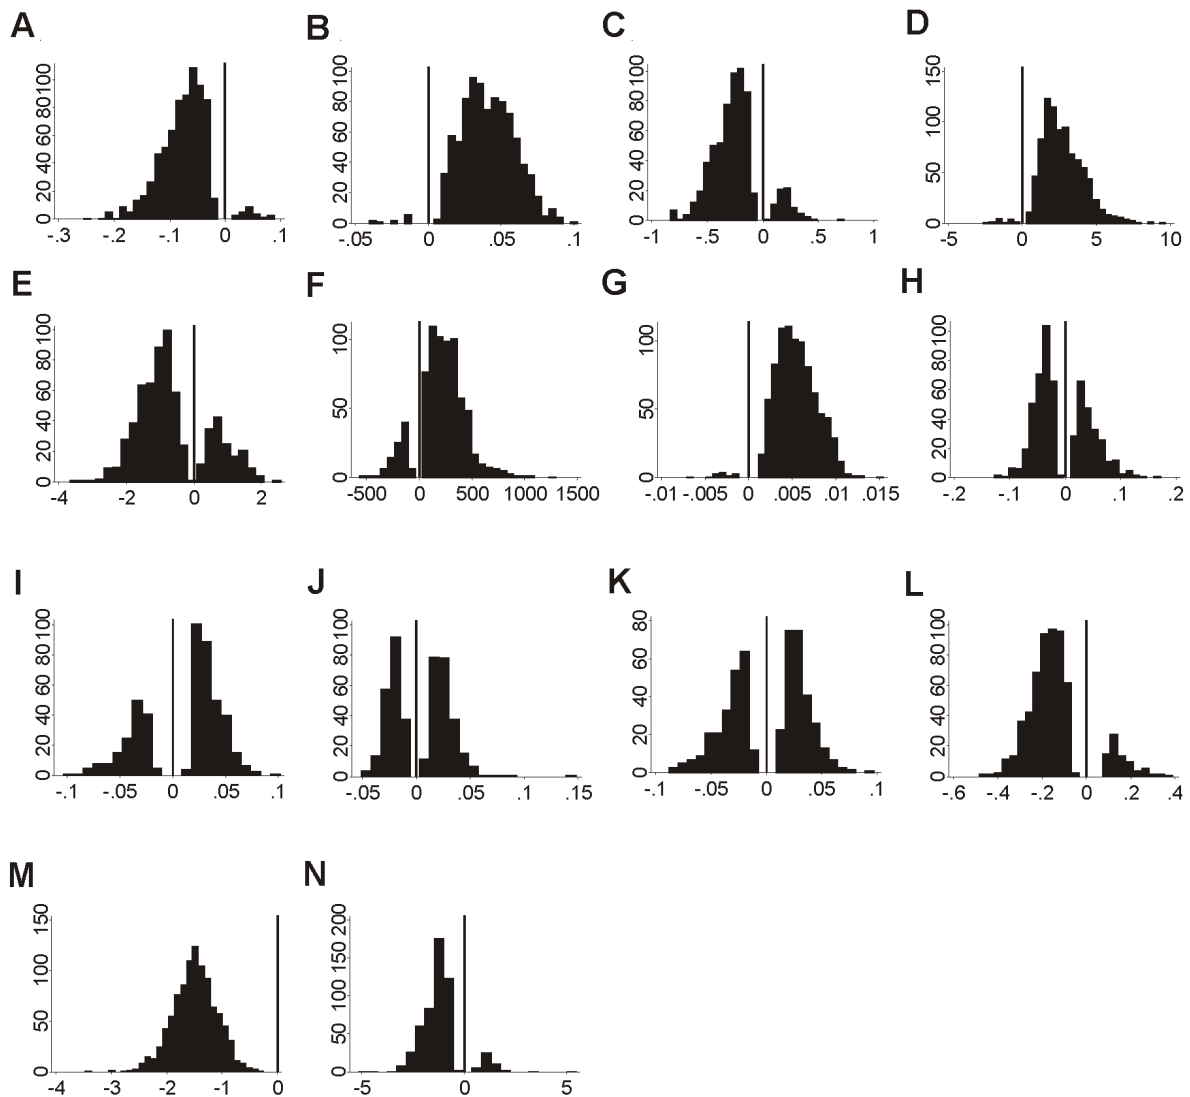 A B C D
0 20 40 60 80 100 0 20 40 60 80 100 0 20 40 60 80 100 0 50 100 150
-.3 -.2 -.1 0 .1 -.05 0 .05 .1 -1 -.5 0 .5 1 -5 0 5 10
E F G H
0 20 40 60 80 100 0 50 100 0 50 100 0 20 40 60 80 100
-4 -2 0 2 -500 0 500 1000 1500 -.01 -.005 0 .005 .01 .015 -.2 -.1 0 .1 .2
I J K L
0 20 40 60 80 100 0 20 40 60 80 100 0 20 40 60 80 0 20 40 60 80 100
-.1 -.05 0 .05 .1 -.05 0 .05 .1 .15 -.1 -.05 0 .05 .1 -.6 -.4 -.2 0 .2 .4
M N
0 50 100 150 0 50 100 150 200
-4 -3 -2 -1 0 -5 0 5